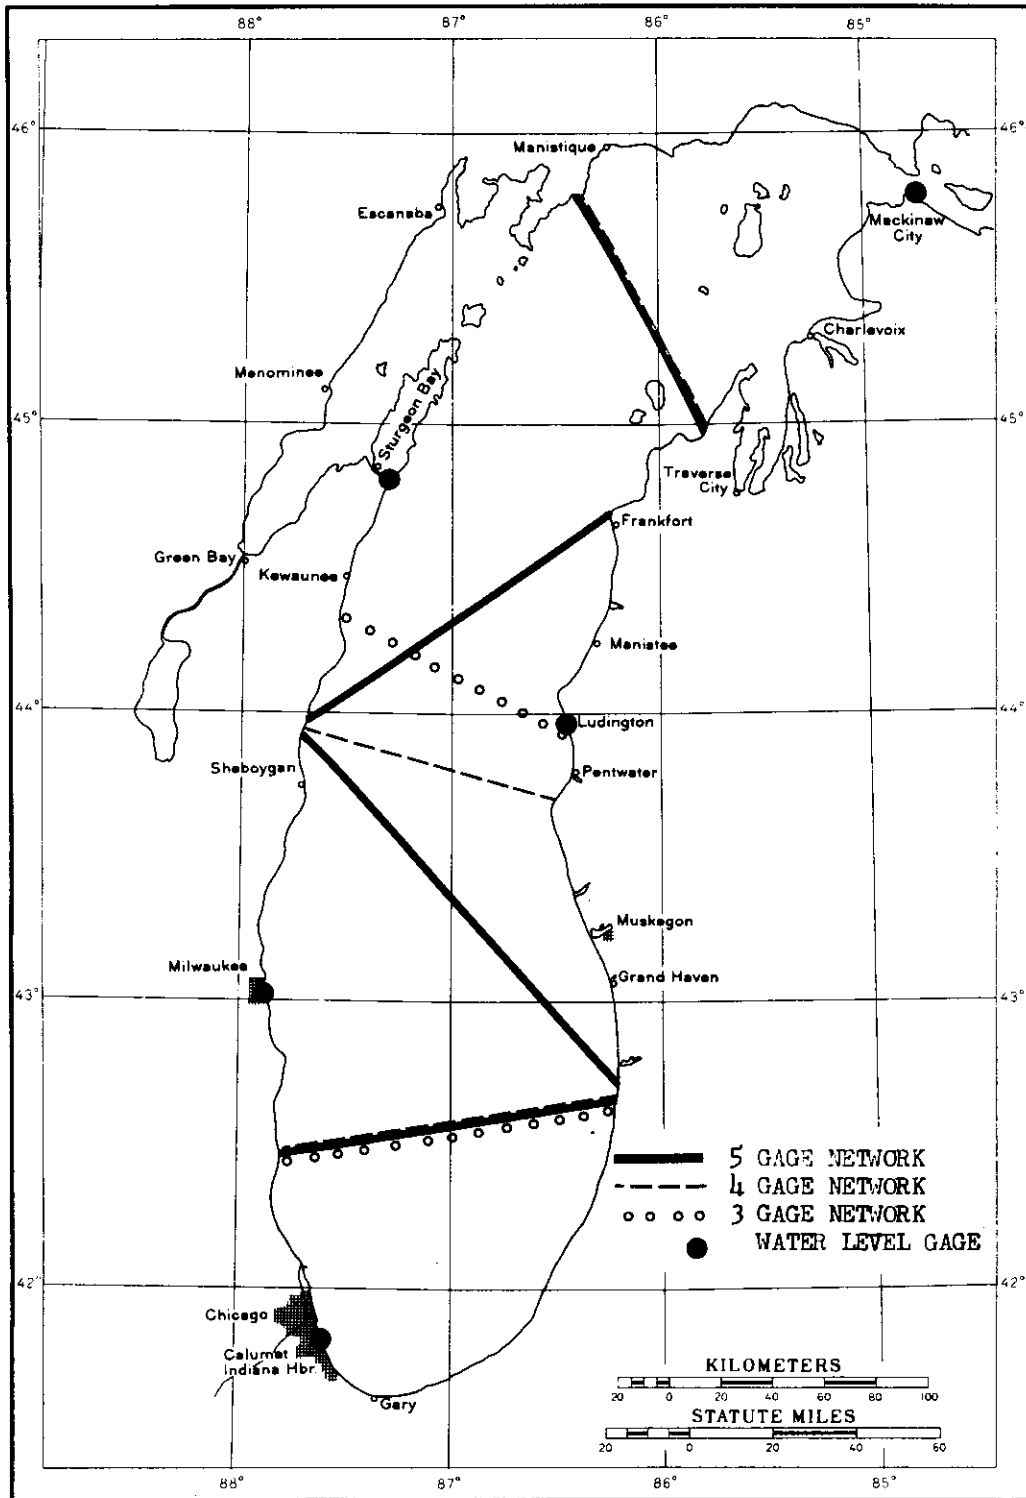 88° 87° 86° 85°
46° 46°
Manistique
Escanaba
Mackinaw
City
Charlevoix
Menominee
Sturgeon Bay
45° 45°
Traverse
City
Frankfort
Green Bay
Kewaunee
Manistee
44° 44°
Ludington
Sheboygan
Pentwater
Muskegon
Milwaukee
Grand Haven
43° 43°
5 GAGE NETWORK
4 GAGE NETWORK
3 GAGE NETWORK
WATER LEVEL GAGE
42° 42°
Chicago
Calumet
Indiana Hbr.
Gary
KILOMETERS
20 0 20 40 60 80 100
STATUTE MILES
20 0 20 40 60
88° 87° 86° 85°